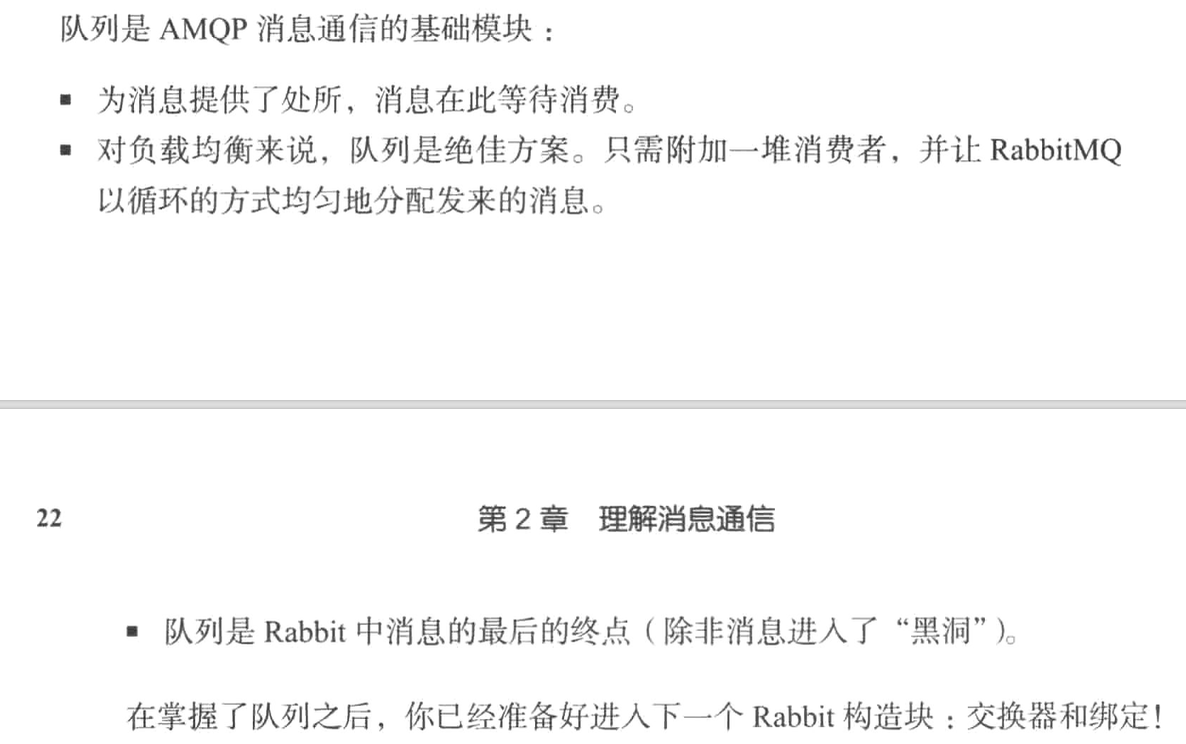 队列是 AMQP 消息通信的基础模块：
■ 为消息提供了处所，消息在此等待消费。
■ 对负载均衡来说，队列是绝佳方案。只需附加一堆消费者，并让 RabbitMQ
以循环的方式均匀地分配发来的消息。
22 第 2 章 理解消息通信
■ 队列是 Rabbit 中消息的最后的终点（除非消息进入了“黑洞”）。
在掌握了队列之后，你已经准备好进入下一个 Rabbit 构造块：交换器和绑定！